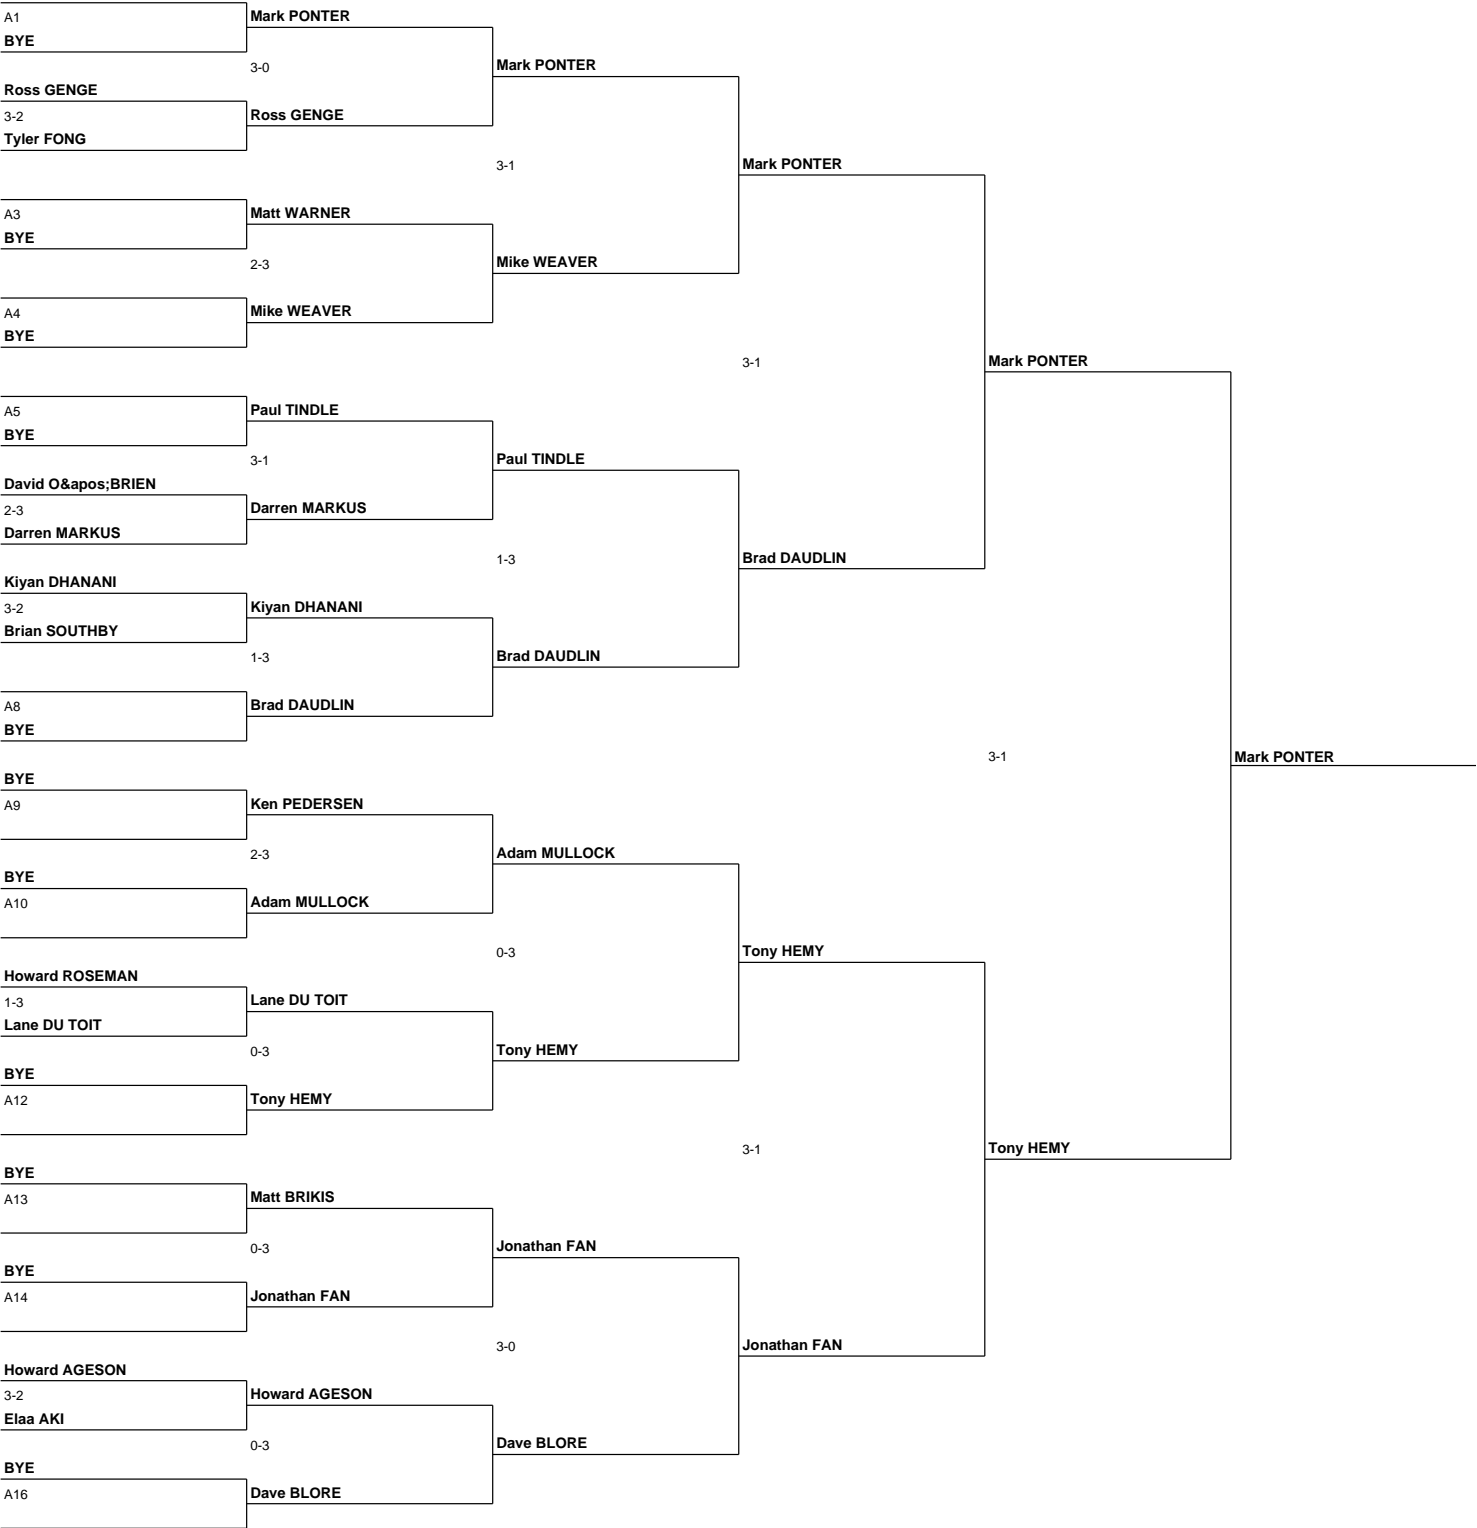 A1
BYE
Mark PONTER
3-0
Mark PONTER
Ross GENGE
3-2
Tyler FONG
Ross GENGE
3-1
Mark PONTER
A3
BYE
Matt WARNER
2-3
Mike WEAVER
A4
BYE
Mike WEAVER
3-1
Mark PONTER
A5
BYE
Paul TINDLE
3-1
Paul TINDLE
David O&apos;BRIEN
2-3
Darren MARKUS
Darren MARKUS
1-3
Brad DAUDLIN
Kiyan DHANANI
3-2
Brian SOUTHBY
Kiyan DHANANI
1-3
Brad DAUDLIN
A8
BYE
Brad DAUDLIN
3-1
Mark PONTER
BYE
A9
Ken PEDERSEN
2-3
Adam MULLOCK
BYE
A10
Adam MULLOCK
0-3
Tony HEMY
Howard ROSEMAN
1-3
Lane DU TOIT
Lane DU TOIT
0-3
Tony HEMY
BYE
A12
Tony HEMY
3-1
Tony HEMY
BYE
A13
Matt BRIKIS
0-3
Jonathan FAN
BYE
A14
Jonathan FAN
3-0
Jonathan FAN
Howard AGESON
3-2
Elaa AKI
Howard AGESON
0-3
Dave BLORE
BYE
A16
Dave BLORE